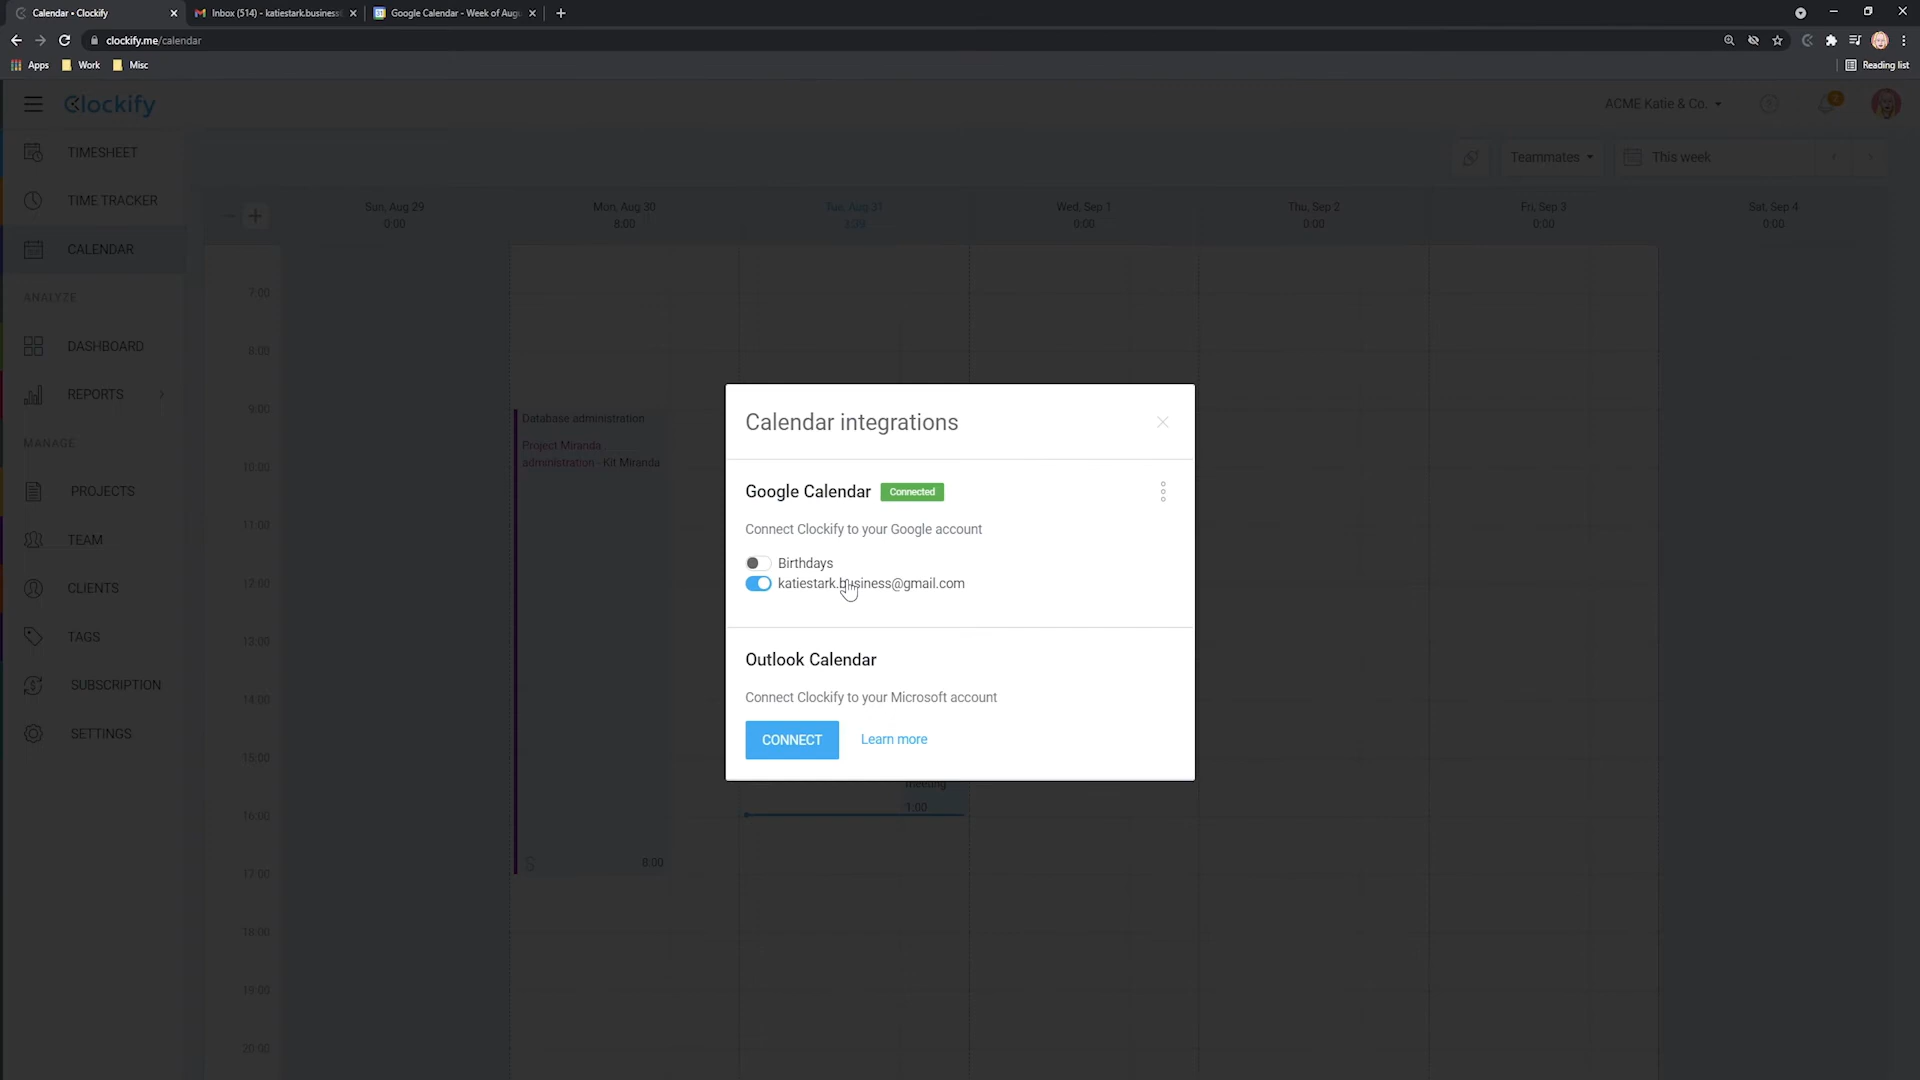 Calendar • Clockify
Inbox (514) - katiestark.business
Google Calendar - Week of Aug
clockify.me/calendar
Apps
Work
Misc
Reading list
Clockify
ACME Katie & Co.
2
TIMESHEET
TIME TRACKER
CALENDAR
ANALYZE
DASHBOARD
REPORTS
MANAGE
PROJECTS
TEAM
CLIENTS
TAGS
SUBSCRIPTION
SETTINGS
Teammates
This week
Sun, Aug 29
0:00
Mon, Aug 30
8:00
Tue, Aug 31
1:00
Wed, Sep 1
0:00
Thu, Sep 2
0:00
Fri, Sep 3
0:00
Sat, Sep 4
0:00
7:00
8:00
9:00
10:00
11:00
12:00
13:00
14:00
15:00
16:00
17:00
18:00
19:00
20:00
Database administration
Project Miranda :
administration - Kit Miranda
8:00
Calendar integrations
Google Calendar Connected
Connect Clockify to your Google account
Birthdays
katiestark.business@gmail.com
Outlook Calendar
Connect Clockify to your Microsoft account
CONNECT
Learn more
meeting
1:00